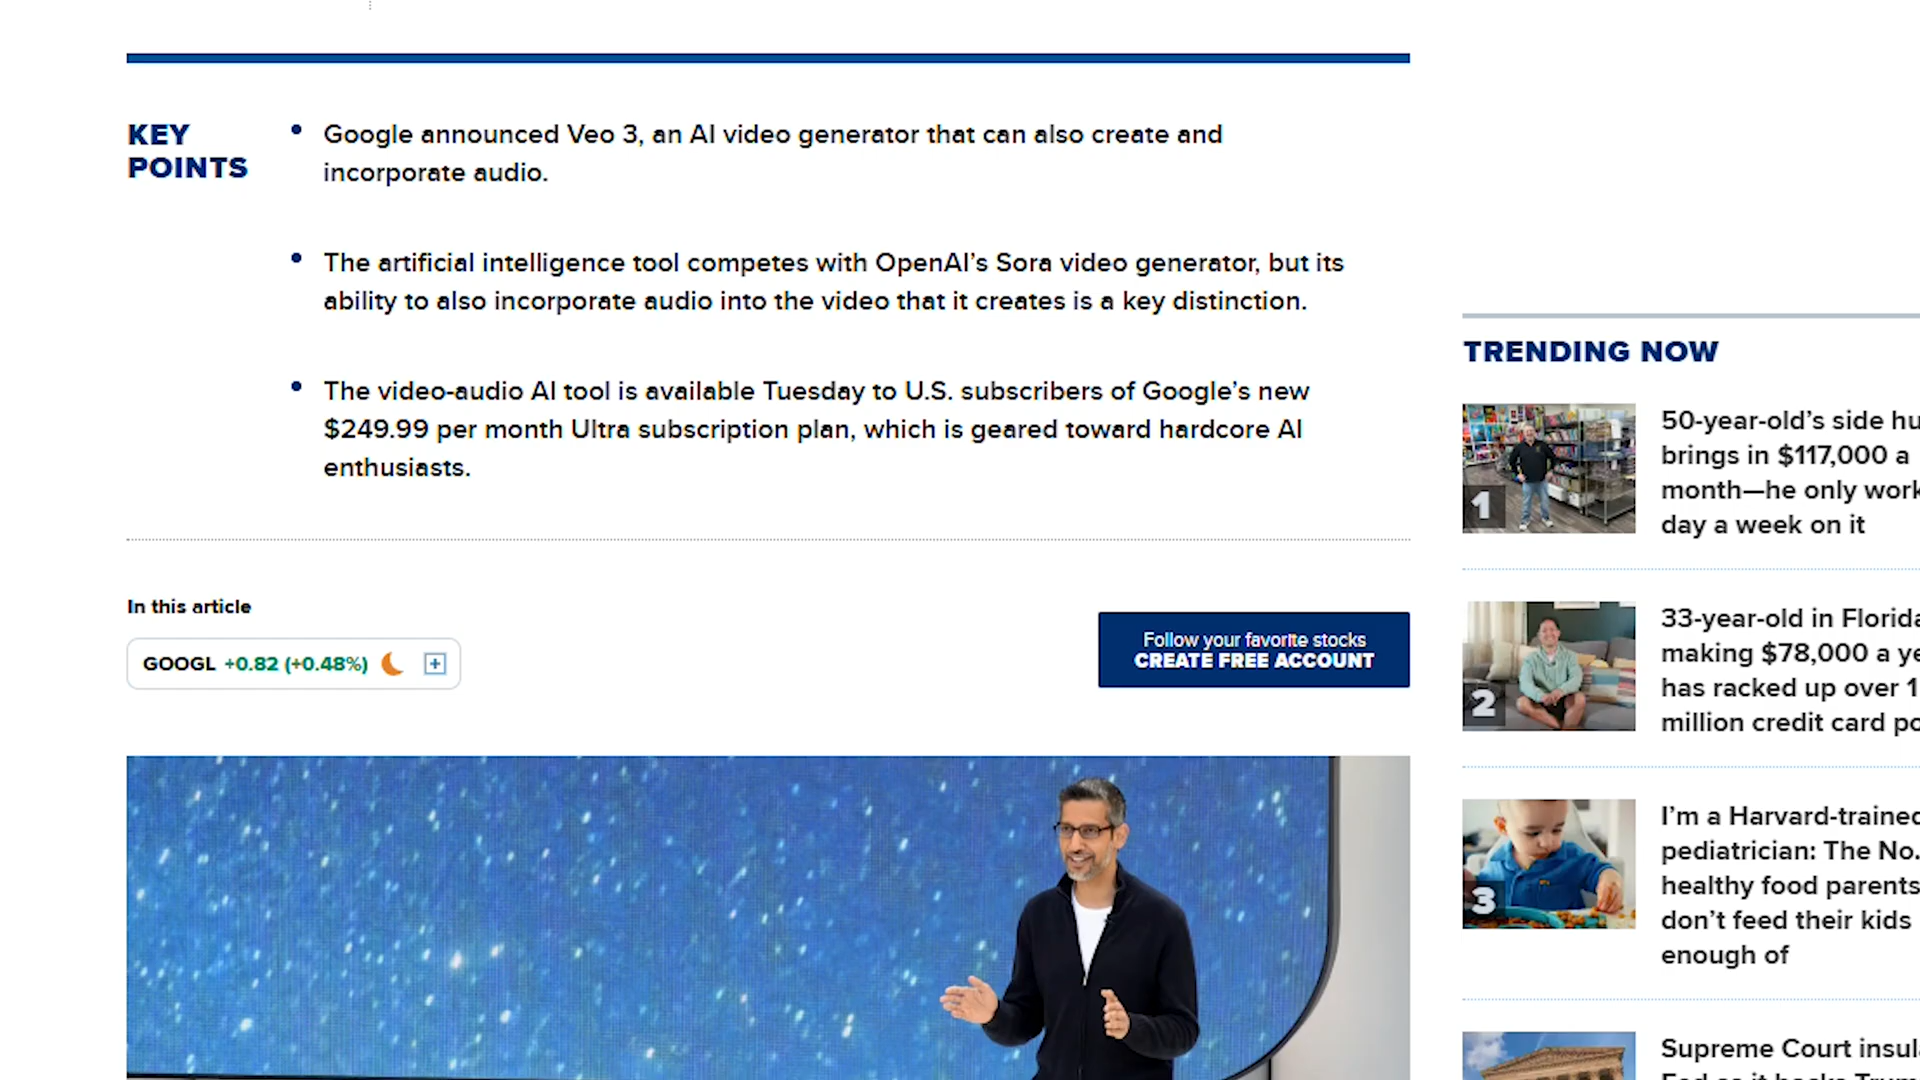 KEY
POINTS
Google announced Veo 3, an AI video generator that can also create and
incorporate audio.
The artificial intelligence tool competes with OpenAI’s Sora video generator, but its
ability to also incorporate audio into the video that it creates is a key distinction.
The video-audio AI tool is available Tuesday to U.S. subscribers of Google’s new
$249.99 per month Ultra subscription plan, which is geared toward hardcore AI
enthusiasts.
In this article
GOOGL +0.82 (+0.48%)
Follow your favorite stocks
CREATE FREE ACCOUNT
TRENDING NOW
1
50-year-old’s side hu
brings in $117,000 a
month—he only work
day a week on it
2
33-year-old in Florida
making $78,000 a ye
has racked up over 1
million credit card po
3
I’m a Harvard-trained
pediatrician: The No.
healthy food parents
don’t feed their kids
enough of
Supreme Court insula